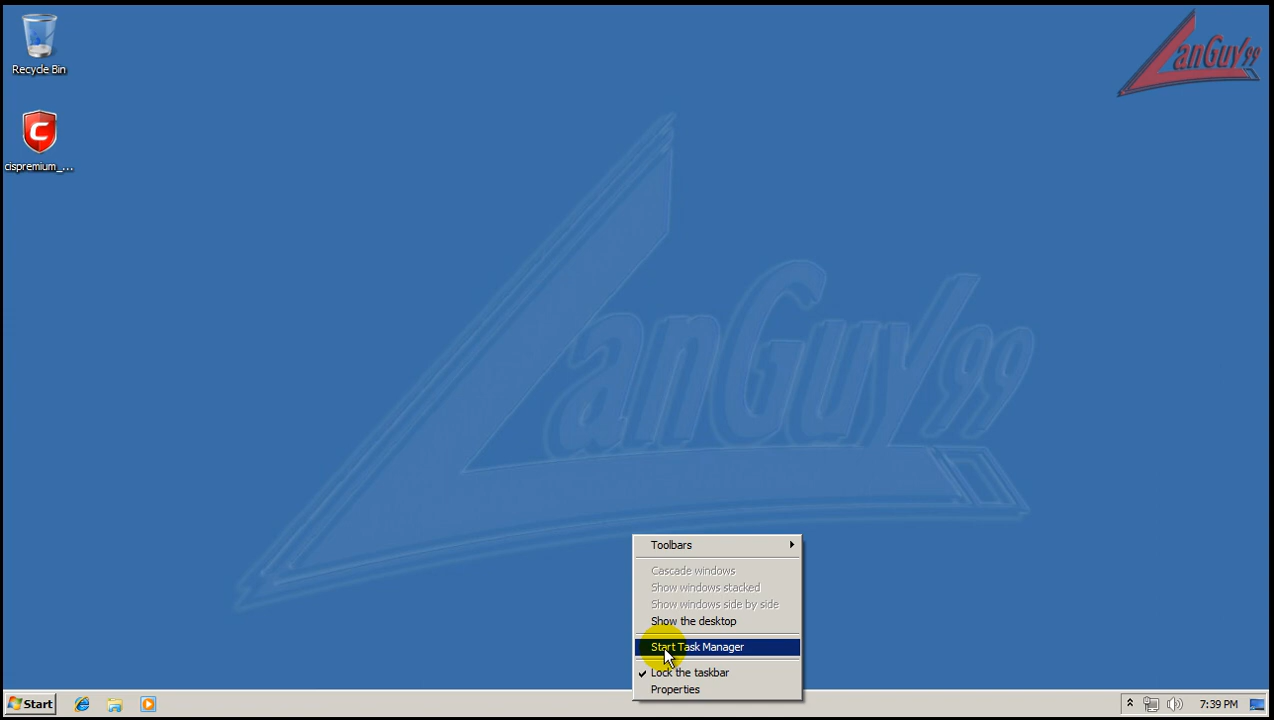 Recycle Bin
cispremium_...
LanGuy99
LanGuy99
Toolbars
Cascade windows
Show windows stacked
Show windows side by side
Show the desktop
Start Task Manager
Lock the taskbar
Properties
Start
7:39 PM